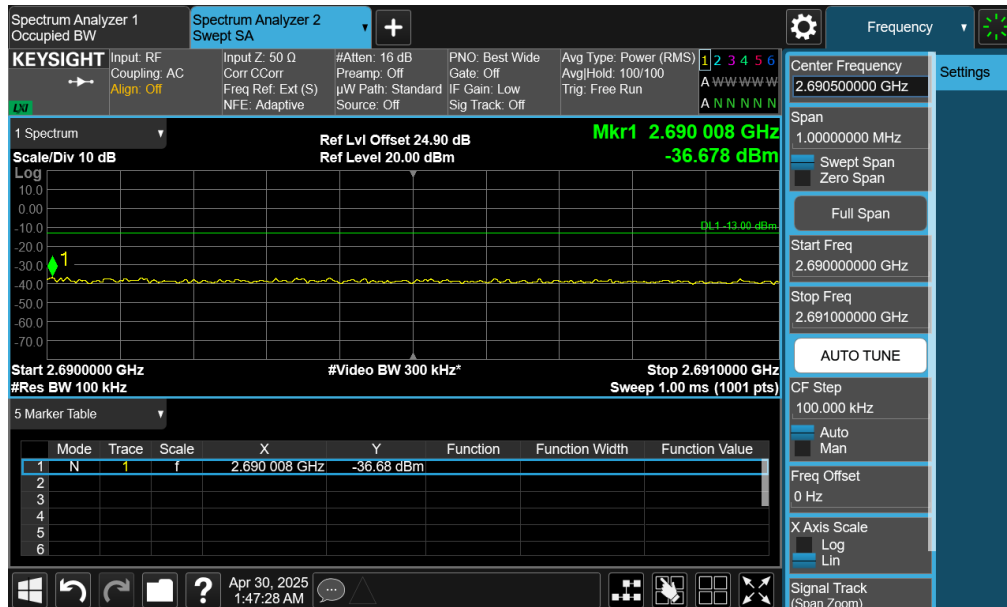 Spectrum Analyzer 1
Occupied BW
Spectrum Analyzer 2
Swept SA
+
Frequency
KEYSIGHT
LXI
Input: RF
Coupling: AC
Align: Off
Input Z: 50 Ω
Corr CCorr
Freq Ref: Ext (S)
NFE: Adaptive
#Atten: 16 dB
Preamp: Off
µW Path: Standard
Source: Off
PNO: Best Wide
Gate: Off
IF Gain: Low
Sig Track: Off
Avg Type: Power (RMS)
Avg|Hold: 100/100
Trig: Free Run
1 2 3 4 5 6
A W W W W W
A N N N N N
1 Spectrum
Scale/Div 10 dB
Ref Lvl Offset 24.90 dB
Ref Level 20.00 dBm
Mkr1 2.690 008 GHz
-36.678 dBm
Log
10.0
0.00
-10.0
-20.0
-30.0
-40.0
-50.0
-60.0
-70.0
DL1 -13.00 dBm
1
Start 2.690000 GHz
#Res BW 100 kHz
#Video BW 300 kHz*
Stop 2.6910000 GHz
Sweep 1.00 ms (1001 pts)
5 Marker Table
Mode Trace Scale X Y Function Function Width Function Value
1 N 1 f 2.690 008 GHz -36.68 dBm
2
3
4
5
6
?
Apr 30, 2025
1:47:28 AM
Center Frequency
2.690500000 GHz
Settings
Span
1.00000000 MHz
Swept Span
Zero Span
Full Span
Start Freq
2.690000000 GHz
Stop Freq
2.691000000 GHz
AUTO TUNE
CF Step
100.000 kHz
Auto
Man
Freq Offset
0 Hz
X Axis Scale
Log
Lin
Signal Track
(Span Zoom)